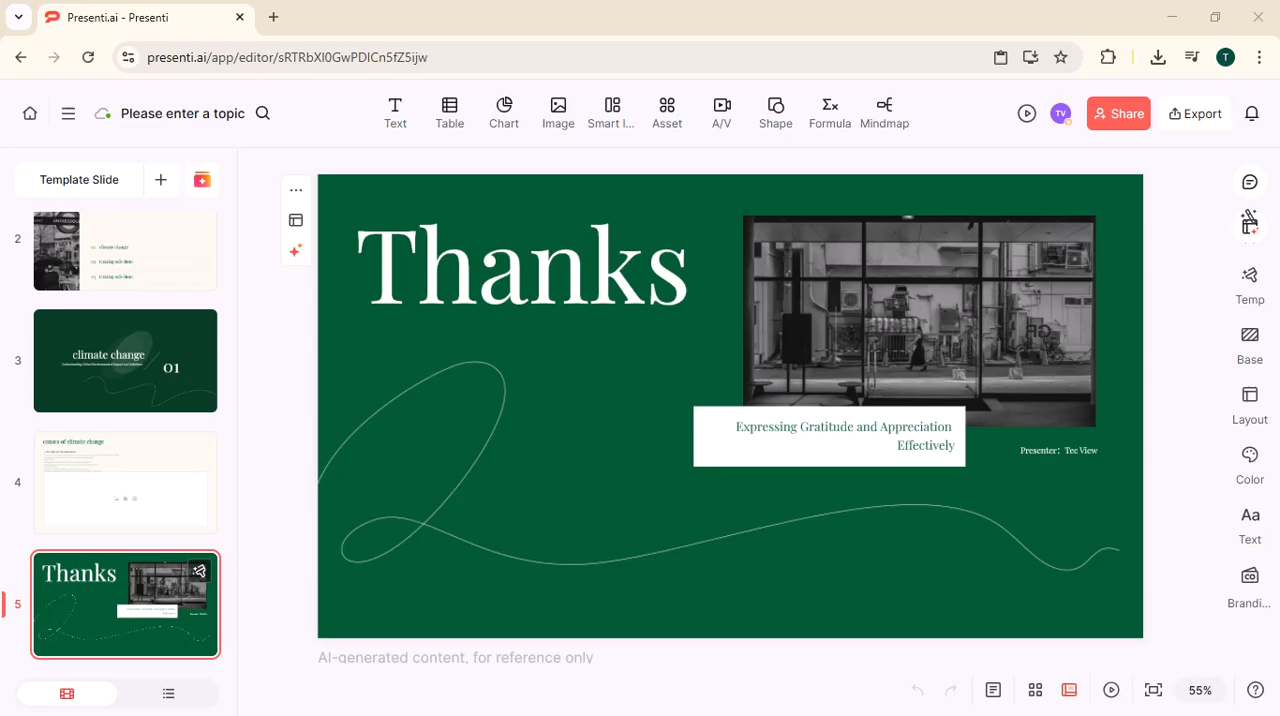 Presenti.ai - Presenti
presenti.ai/app/editor/sRTRbXI0GwPDICn5fZ5ijw
T
Please enter a topic
Text
Table
Chart
Image
Smart I...
Asset
A/V
Shape
Formula
Mindmap
TV
Share
Export
Template Slide
2
climate change
3
climate change
01
4
causes of climate change
5
Thanks
Thanks
Expressing Gratitude and Appreciation
Effectively
Presenter: Tee View
AI-generated content, for reference only
Temp
Base
Layout
Color
Aa
Text
Brandi...
55%